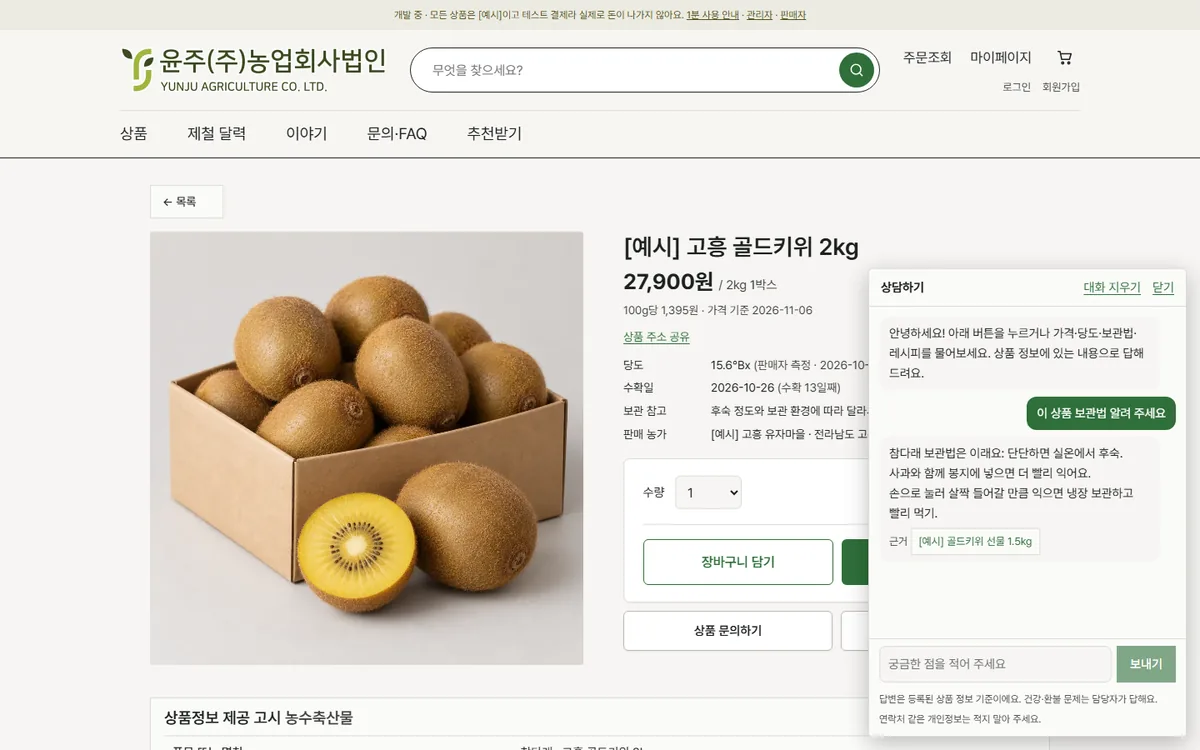 개발 중 · 모든 상품은 [예시]이고 테스트 결제라 실제로 돈이 나가지 않아요. 1분 사용 안내 · 관리자 · 판매자
윤주(주)농업회사법인
YUNJU AGRICULTURE CO. LTD.
무엇을 찾으세요?
주문조회 마이페이지
로그인 회원가입
상품 제철 달력 이야기 문의·FAQ 추천받기
← 목록
[예시] 고흥 골드키위 2kg
27,900원 / 2kg 1박스
100g당 1,395원 · 가격 기준 2026-11-06
상품 주소 공유
당도 15.6°Bx (판매자 측정 · 2026-10-
수확일 2026-10-26 (수확 13일째)
보관 참고 후숙 정도와 보관 환경에 따라 달라
판매 농가 [예시] 고흥 유자마을 · 전라남도 고
수량 1
장바구니 담기
상품 문의하기
상품정보 제공 고시 농수축산물
상담하기 대화 지우기 닫기
안녕하세요! 아래 버튼을 누르거나 가격·당도·보관법·
레시피를 물어보세요. 상품 정보에 있는 내용으로 답해
드려요.
이 상품 보관법 알려 주세요
참다래 보관법은 이래요: 단단하면 실온에서 후숙.
사과와 함께 봉지에 넣으면 더 빨리 익어요.
손으로 눌러 살짝 들어갈 만큼 익으면 냉장 보관하고
빨리 먹기.
근거 [예시] 골드키위 선물 1.5kg
궁금한 점을 적어 주세요 보내기
답변은 등록된 상품 정보 기준이에요. 건강·환불 문제는 담당자가 답해요.
연락처 같은 개인정보는 적지 말아 주세요.